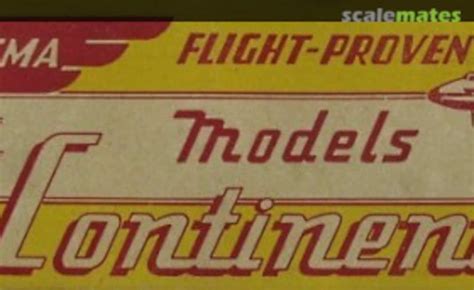 scalemates
MA
FLIGHT-PROVEN
Models
Continen